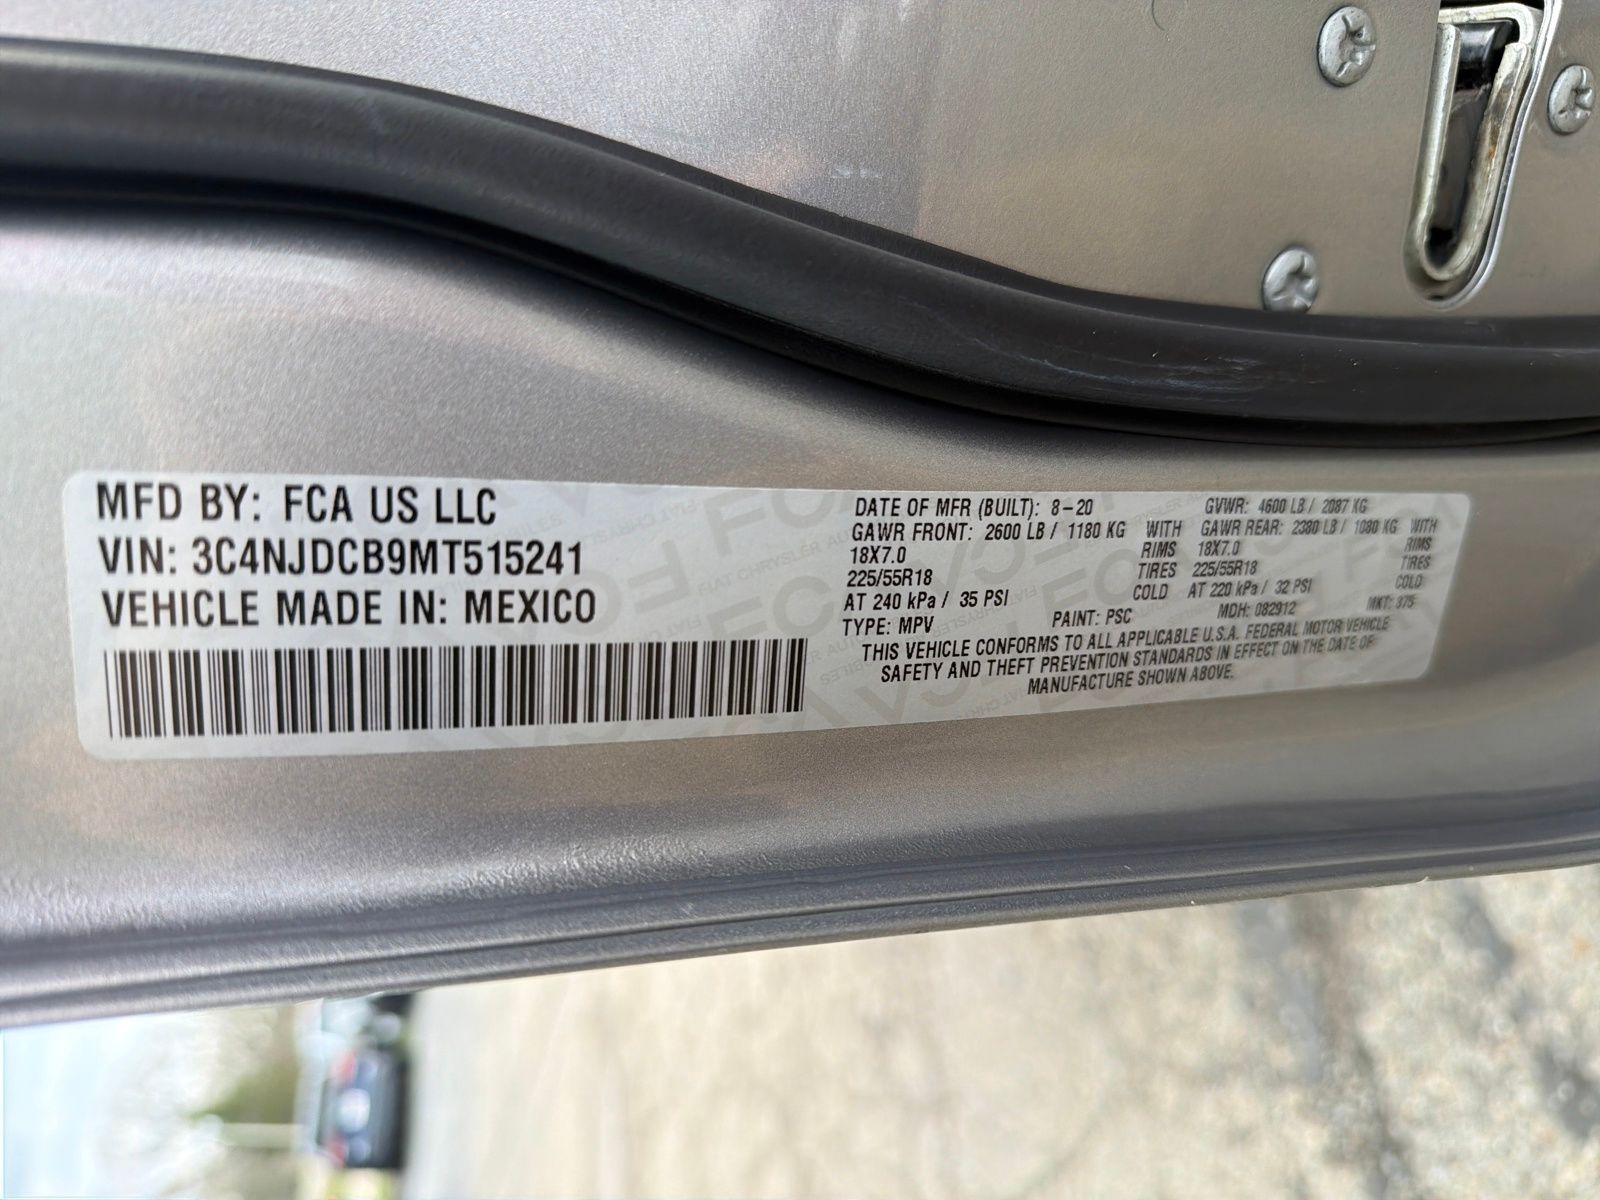 MFD BY: FCA US LLC
VIN: 3C4NJDCB9MT515241
VEHICLE MADE IN: MEXICO
DATE OF MFR (BUILT): 8-20 GVWR: 4600 LB / 2087 KG
GAWR FRONT: 2600 LB / 1180 KG WITH GAWR REAR: 2380 LB / 1080 KG WITH
18X7.0 RIMS 18X7.0 RIMS
225/55R18 TIRES 225/55R18 TIRES
AT 240 kPa / 35 PSI COLD AT 220 kPa / 32 PSI COLD
TYPE: MPV PAINT: PSC MDH: 082912 MKT: 375
THIS VEHICLE CONFORMS TO ALL APPLICABLE U.S.A. FEDERAL MOTOR VEHICLE
SAFETY AND THEFT PREVENTION STANDARDS IN EFFECT ON THE DATE OF
MANUFACTURE SHOWN ABOVE.